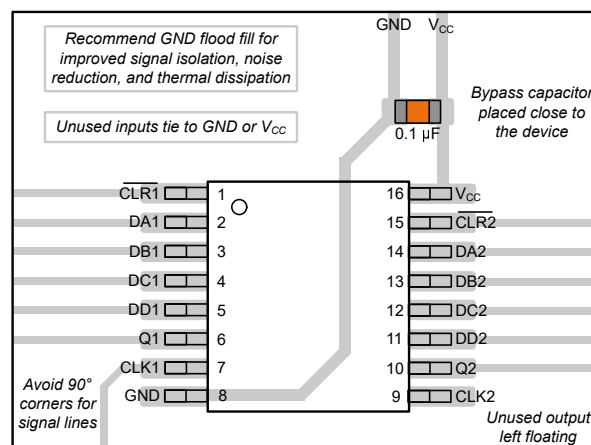 GND VCC
Recommend GND flood fill for
improved signal isolation, noise
reduction, and thermal dissipation
Bypass capacitor
placed close to
the device
Unused inputs tie to GND or VCC
0.1 µF
CLR1 1 16 VCC
DA1 2 15 CLR2
DB1 3 14 DA2
DC1 4 13 DB2
DD1 5 12 DC2
Q1 6 11 DD2
CLK1 7 10 Q2
GND 8 9 CLK2
Avoid 90°
corners for
signal lines
Unused output
left floating